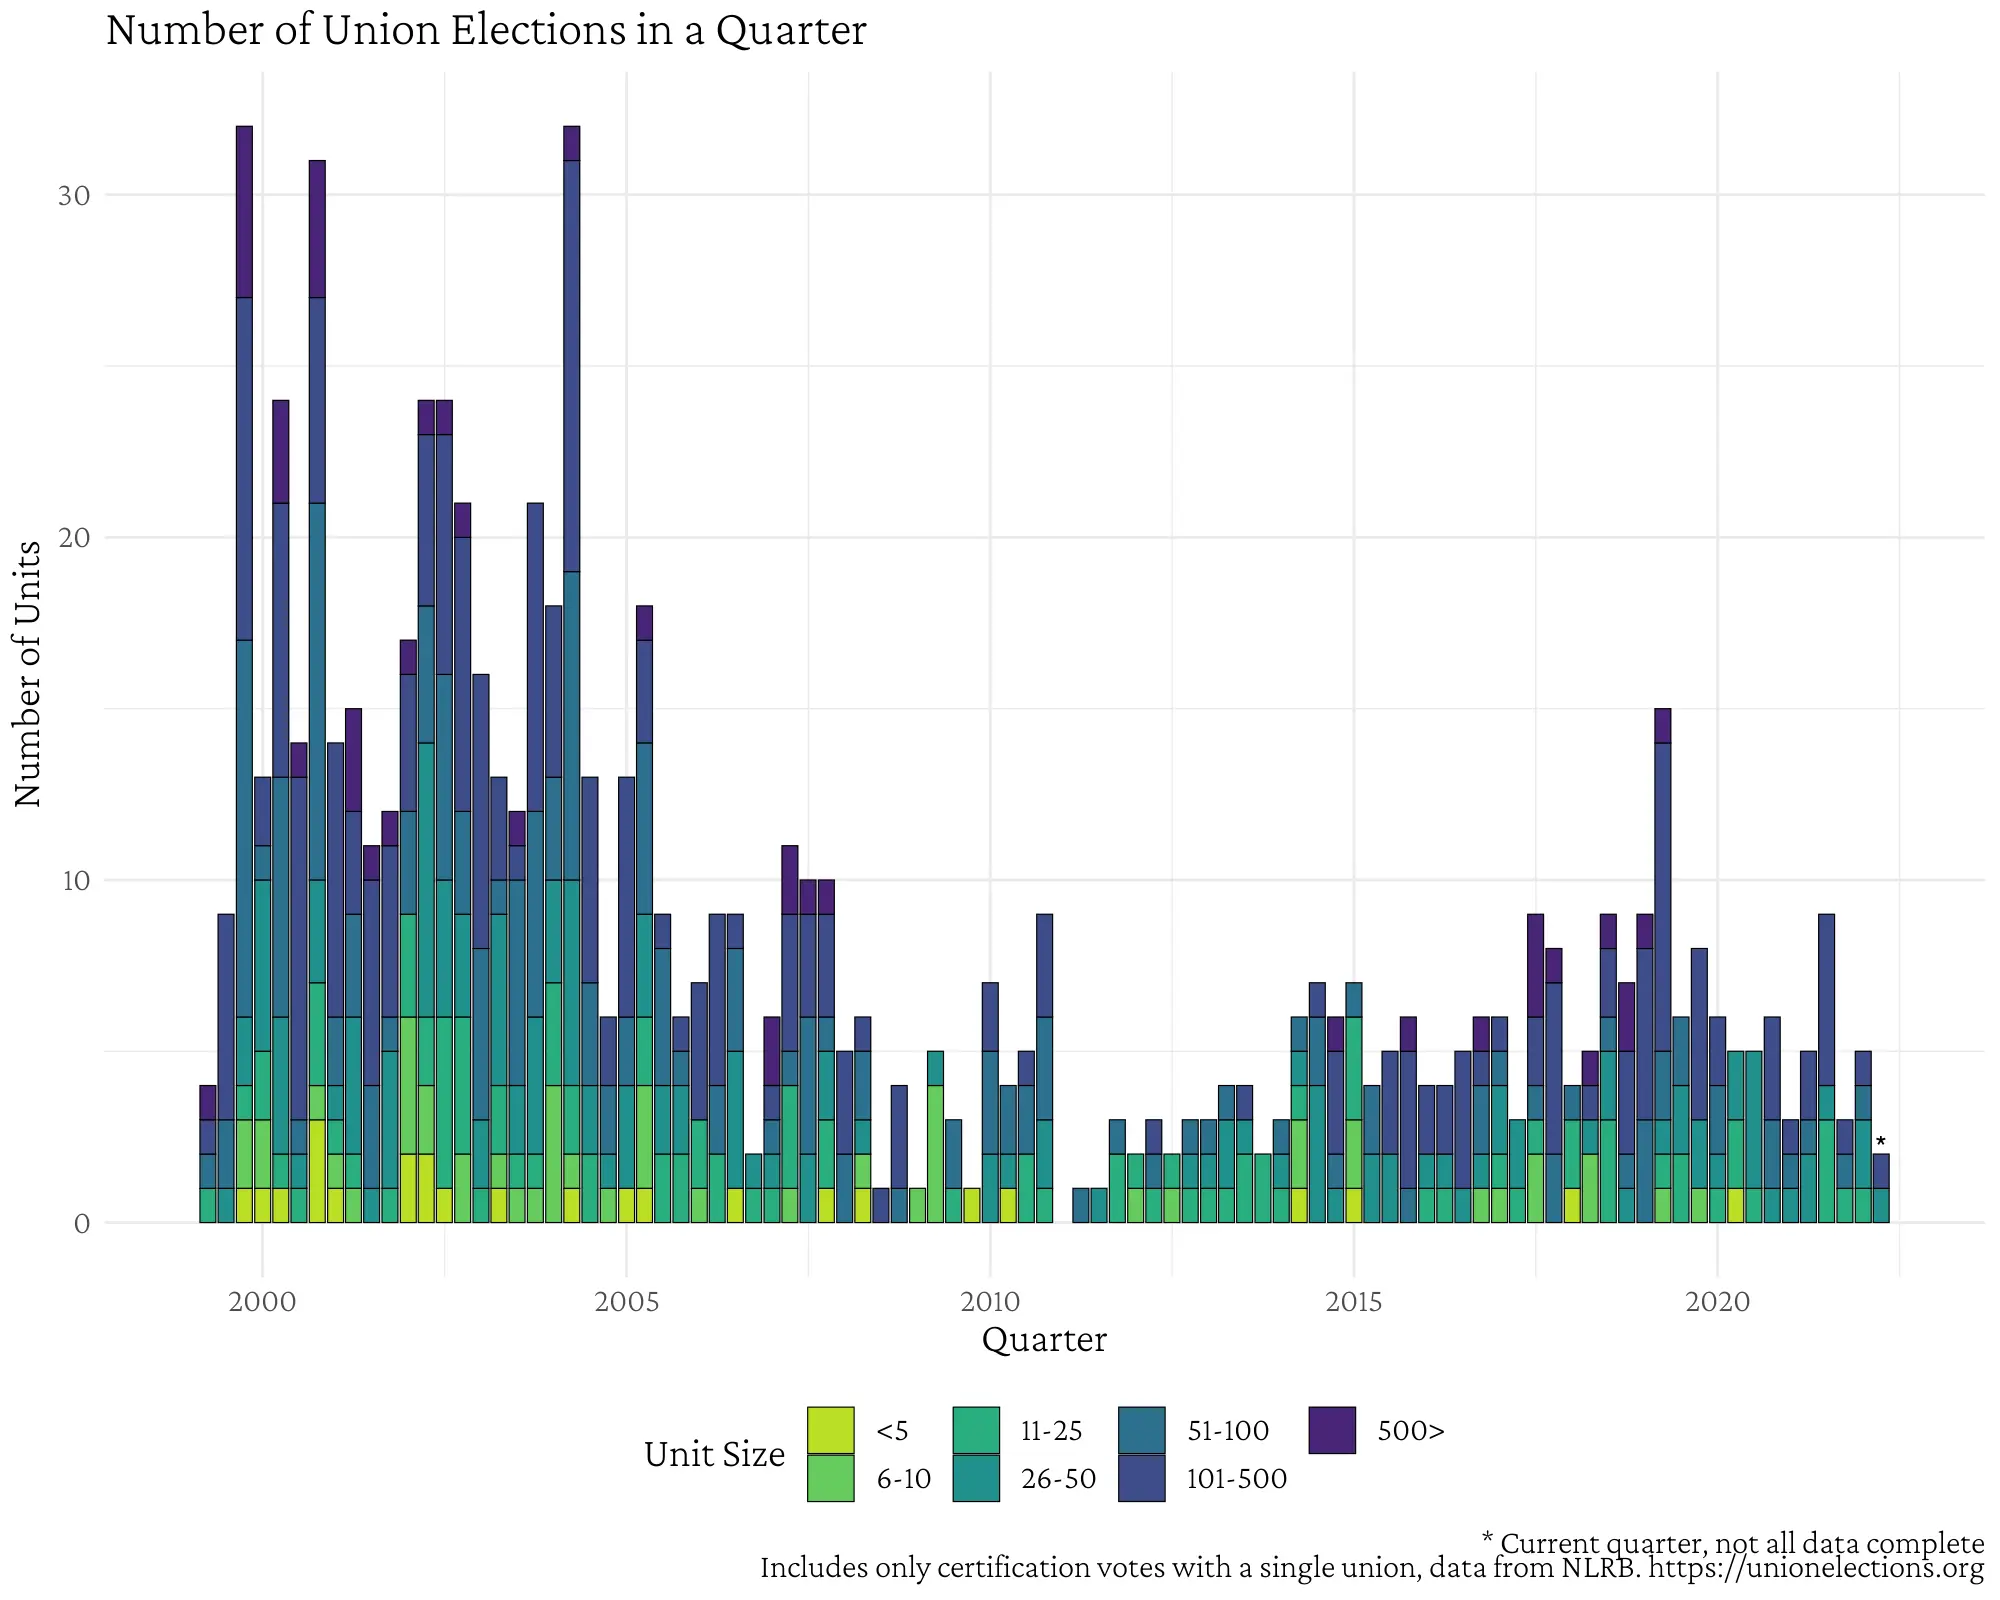 Number of Union Elections in a Quarter
Number of Units
30
20
10
0
*
2000 2005 2010 2015 2020
Quarter
Unit Size
<5 11-25 51-100 500>
6-10 26-50 101-500
* Current quarter, not all data complete
Includes only certification votes with a single union, data from NLRB. https://unionelections.org